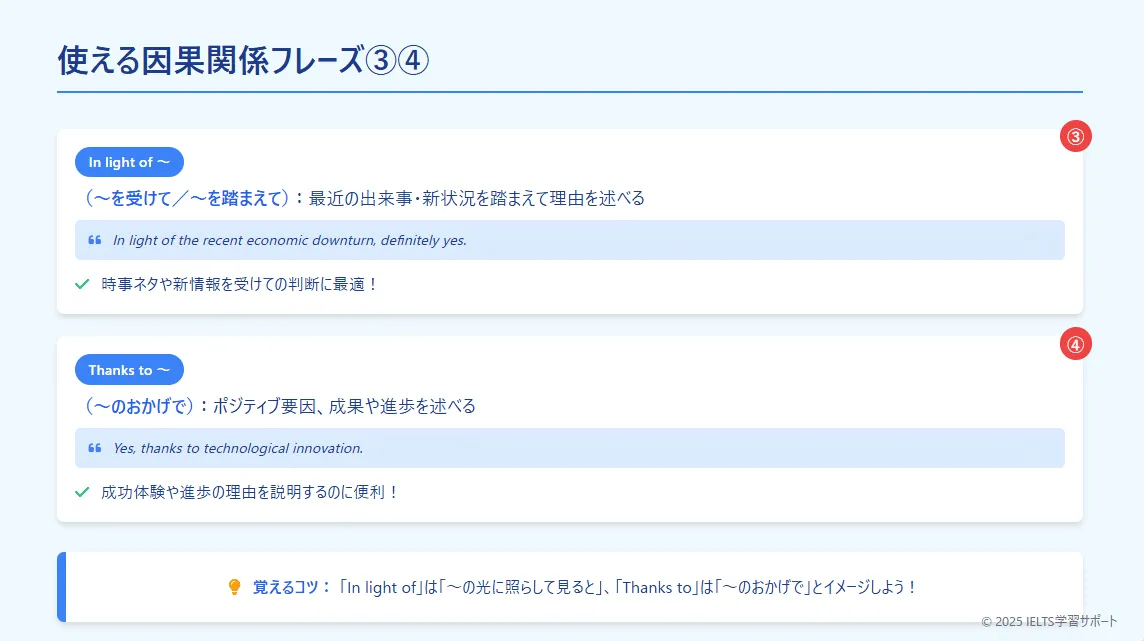 使える因果関係フレーズ③④
③
In light of ～
（～を受けて／～を踏まえて）：最近の出来事・新状況を踏まえて理由を述べる
In light of the recent economic downturn, definitely yes.
時事ネタや新情報を受けての判断に最適！
④
Thanks to ～
（～のおかげで）：ポジティブ要因、成果や進歩を述べる
Yes, thanks to technological innovation.
成功体験や進歩の理由を説明するのに便利！
覚えるコツ：「In light of」は「～の光に照らして見ると」、「Thanks to」は「～のおかげで」とイメージしよう！
© 2025 IELTS学習サポート